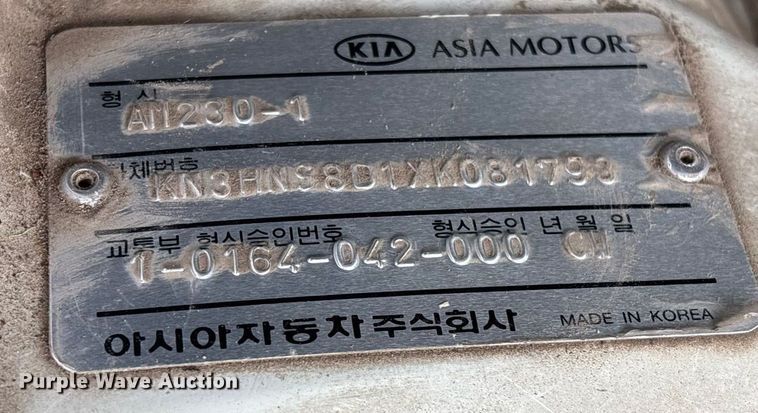 KIA ASIA MOTORS
형식
AM230-1
차체번호
KN3HNS8D1XK081793
교통부 형식승인번호 형식승인 년 월 일
1-0164-042-000 CM
아시아자동차주식회사 MADE IN KOREA
Purple Wave Auction